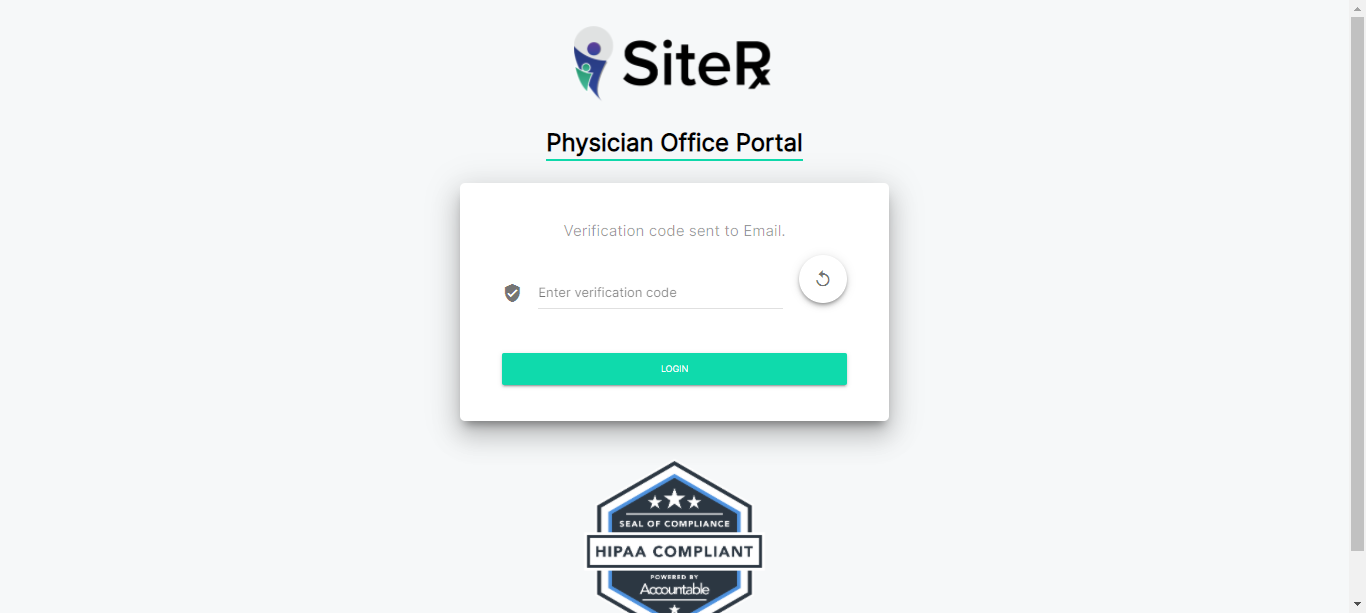 SiteRx
Physician Office Portal
Verification code sent to Email.
Enter verification code
LOGIN
SEAL OF COMPLIANCE
HIPAA COMPLIANT
POWERED BY
Accountable